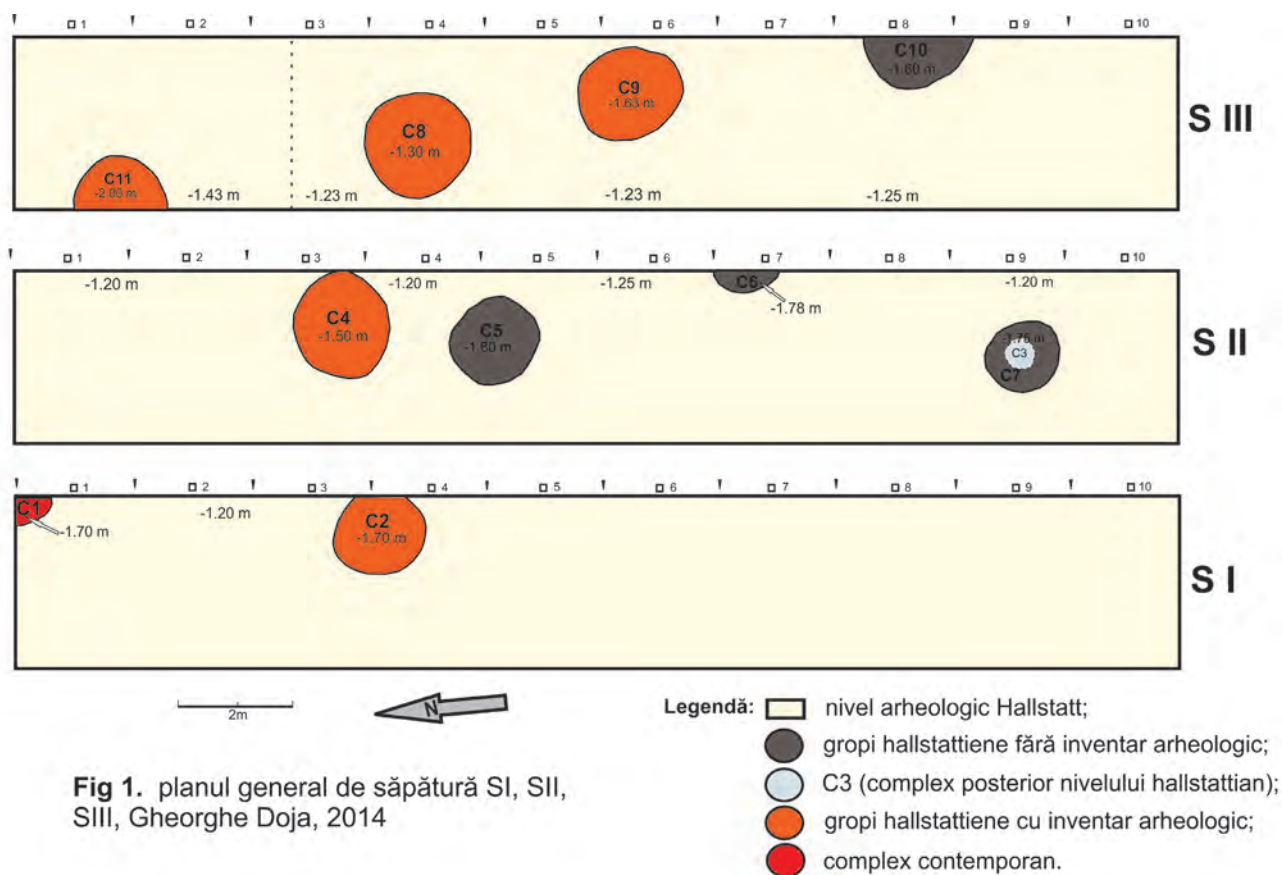 1 2 3 4 5 6 7 8 9 10
C10
-1.60 m
C9
-1.63 m
S III
C8
-1.30 m
C11
-2.00 m
-1.43 m -1.23 m -1.23 m -1.25 m
1 2 3 4 5 6 7 8 9 10
-1.20 m -1.20 m -1.25 m C6 -1.20 m
-1.78 m
C4
-1.50 m
C5
-1.80 m
S II
-1.75 m
C3
C7
1 2 3 4 5 6 7 8 9 10
C1
-1.70 m
-1.20 m
C2
-1.70 m
S I
2m
N
Legendă: nivel arheologic Hallstatt;
gropi hallstattiene fără inventar arheologic;
C3 (complex posterior nivelului hallstattian);
gropi hallstattiene cu inventar arheologic;
complex contemporan.
Fig 1. planul general de săpătură SI, SII,
SIII, Gheorghe Doja, 2014